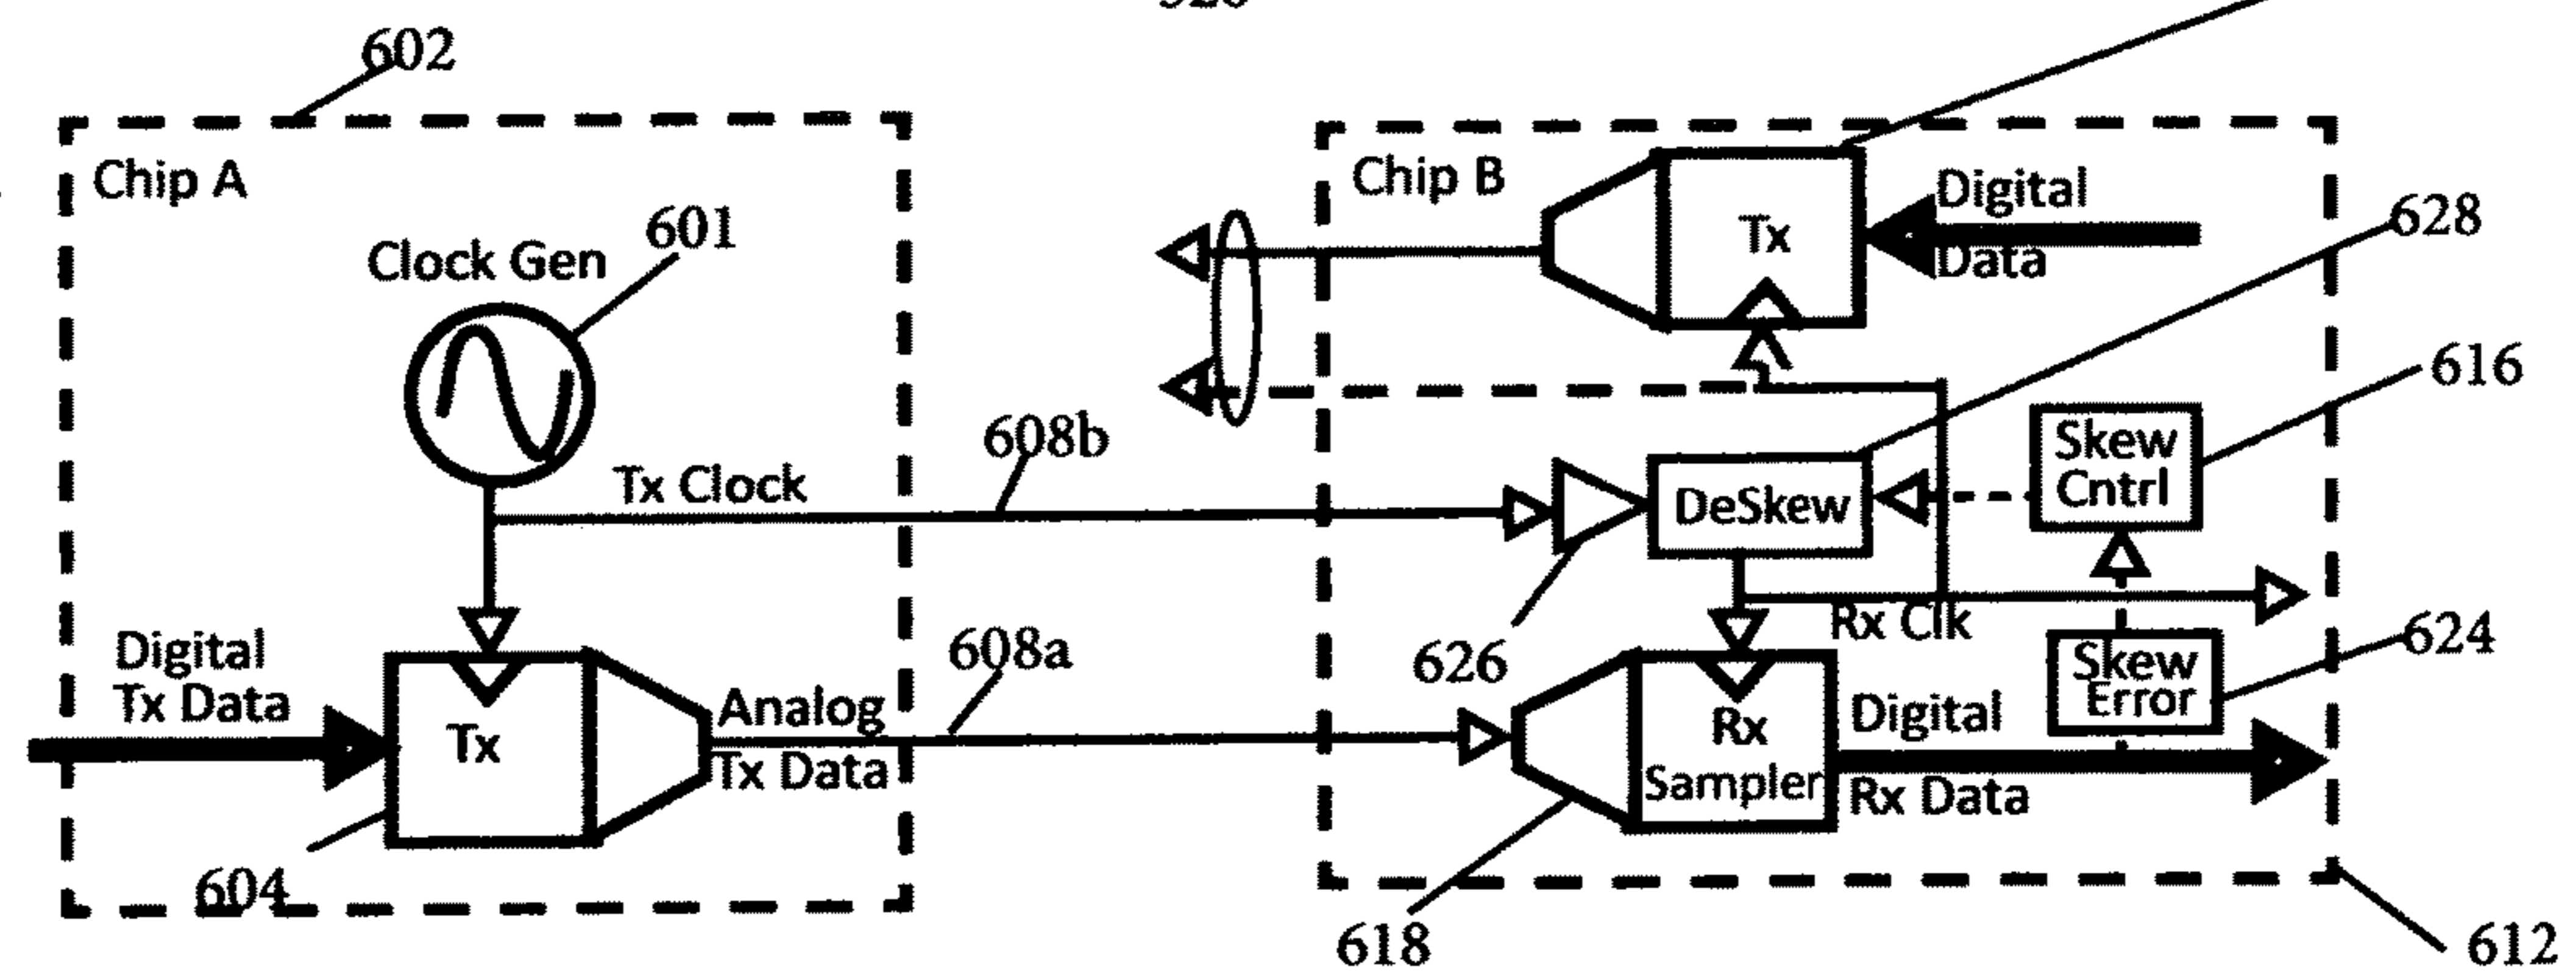 602
Chip A
Clock Gen
601
Tx Clock
608b
Digital
Tx Data
Tx
Analog
Tx Data
608a
604
Chip B
Tx
Digital
Data
628
616
Skew
Cntrl
DeSkew
626
Rx Clk
624
Skew
Error
Rx
Sampler
Digital
Rx Data
618
612